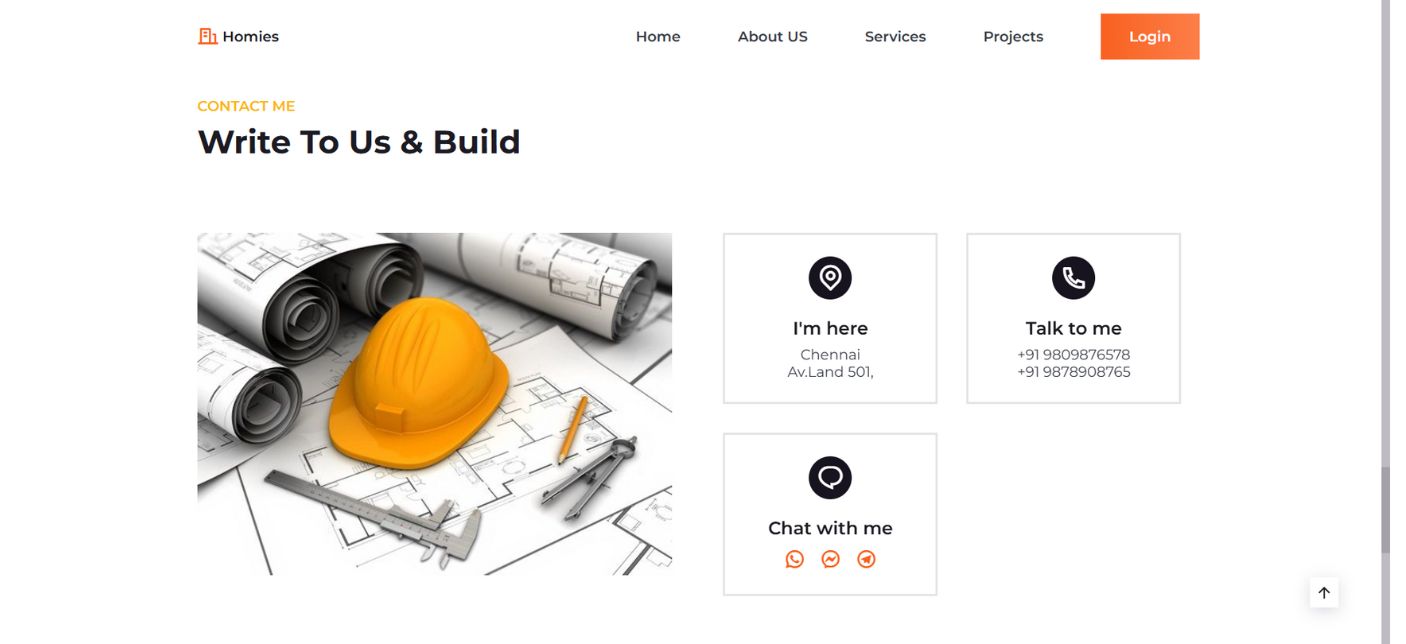 Homies
Home
About US
Services
Projects
Login
CONTACT ME
Write To Us & Build
I'm here
Chennai
Av.Land 501,
Talk to me
+91 9809876578
+91 9878908765
Chat with me